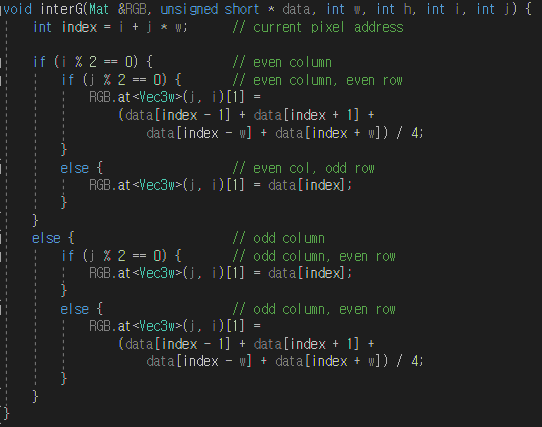 void interG(Mat &RGB, unsigned short * data, int w, int h, int i, int j) {
    int index = i + j * w;      // current pixel address

    if (i % 2 == 0) {           // even column
        if (j % 2 == 0) {       // even column, even row
            RGB.at<Vec3w>(j, i)[1] =
                (data[index - 1] + data[index + 1] +
                    data[index - w] + data[index + w]) / 4;
        }
        else {                  // even col, odd row
            RGB.at<Vec3w>(j, i)[1] = data[index];
        }
    }
    else {                      // odd column
        if (j % 2 == 0) {       // odd column, even row
            RGB.at<Vec3w>(j, i)[1] = data[index];
        }
        else {                  // odd column, even row
            RGB.at<Vec3w>(j, i)[1] =
                (data[index - 1] + data[index + 1] +
                    data[index - w] + data[index + w]) / 4;
        }
    }
}